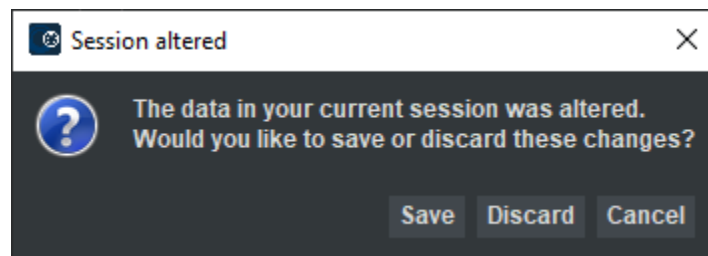 Session altered
The data in your current session was altered.
Would you like to save or discard these changes?
Save Discard Cancel